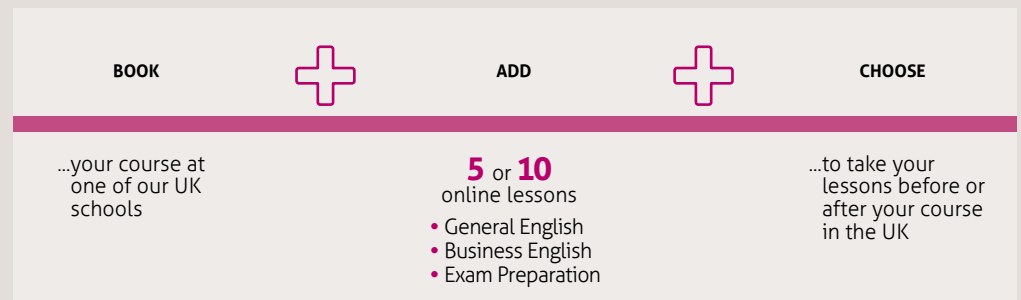 BOOK
ADD
CHOOSE
...your course at
one of our UK
schools
5 or 10
online lessons
• General English
• Business English
• Exam Preparation
...to take your
lessons before or
after your course
in the UK